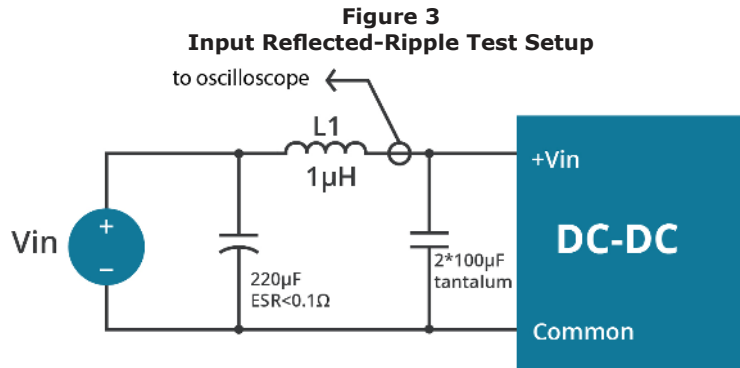 Figure 3
Input Reflected-Ripple Test Setup
to oscilloscope
L1
1µH
+Vin
Vin
+
−
DC-DC
2*100µF
tantalum
220µF
ESR<0.1Ω
Common